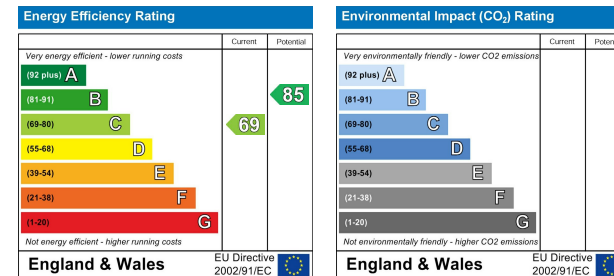 Energy Efficiency Rating
Current Potential
Very energy efficient - lower running costs
(92 plus) A
(81-91) B
85
(69-80) C
69
(55-68) D
(39-54) E
(21-38) F
(1-20) G
Not energy efficient - higher running costs
England & Wales
EU Directive
2002/91/EC
Environmental Impact (CO₂) Rating
Current Poten
Very environmentally friendly - lower CO2 emissions
(92 plus) A
(81-91) B
(69-80) C
(55-68) D
(39-54) E
(21-38) F
(1-20) G
Not environmentally friendly - higher CO2 emissions
England & Wales
EU Directive
2002/91/EC